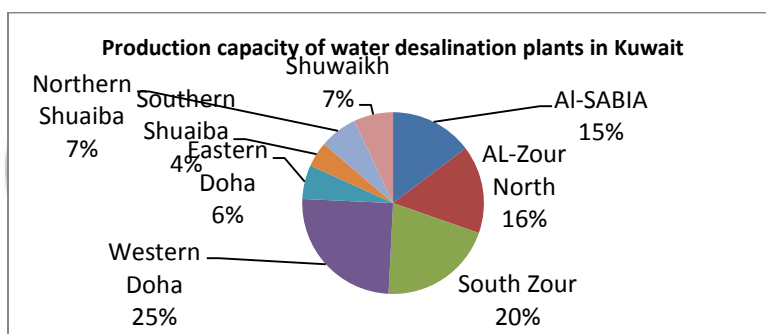 Production capacity of water desalination plants in Kuwait
Shuwaikh
7%
Al-SABIA
15%
AL-Zour
North
16%
South Zour
20%
Western
Doha
25%
Eastern
Doha
6%
Southern
Shuaiba
4%
Northern
Shuaiba
7%